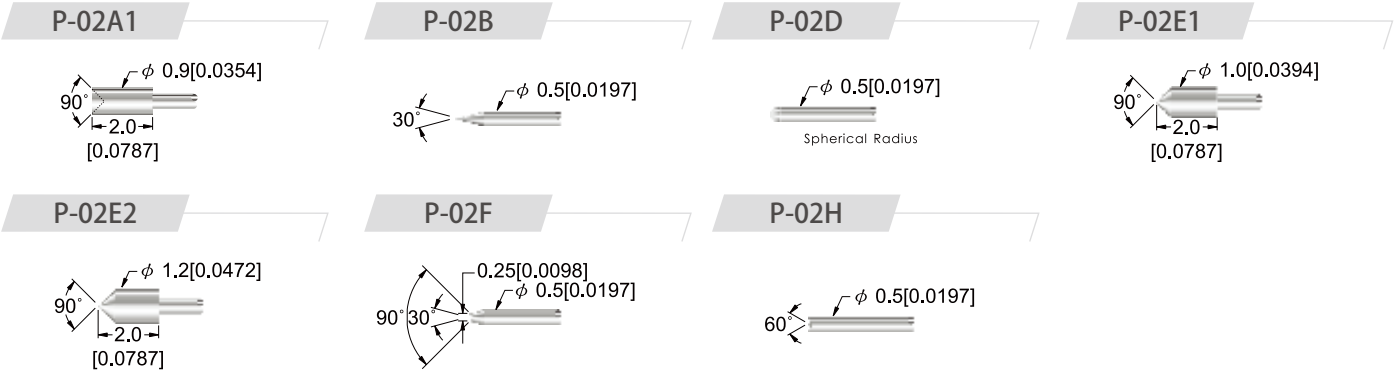 P-02A1
P-02B
P-02D
P-02E1
ϕ 0.9[0.0354]
90°
2.0
[0.0787]
ϕ 0.5[0.0197]
30°
ϕ 0.5[0.0197]
Spherical Radius
ϕ 1.0[0.0394]
90°
2.0
[0.0787]
P-02E2
P-02F
P-02H
ϕ 1.2[0.0472]
90°
2.0
[0.0787]
0.25[0.0098]
ϕ 0.5[0.0197]
90° 30°
ϕ 0.5[0.0197]
60°